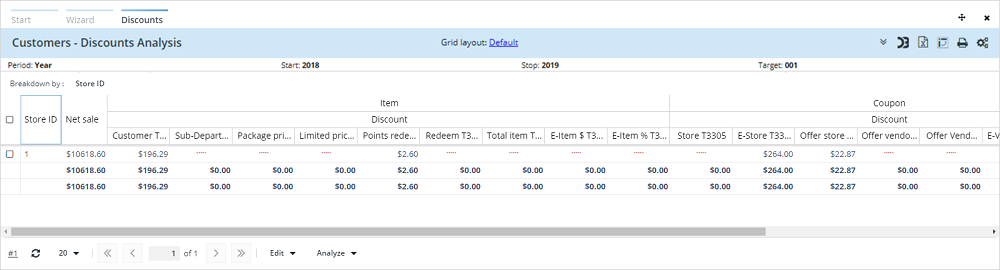 Start Wizard Discounts
Customers - Discounts Analysis Grid layout: Default
Period: Year Start: 2018 Stop: 2019 Target: 001
Breakdown by: Store ID
Item Coupon
Store ID Net sale Discount Discount
Customer T... Sub-Depart... Package pri... Limited pric... Points rede... Redeem T3... Total item T... E-Item $ T3... E-Item % T3... Store T3305 E-Store T33... Offer store ... Offer vendo... Offer Vend... E-V
1 $10618.60 $196.29 ----- ----- ----- $2.60 ----- ----- ----- ----- ----- $264.00 $22.87 ----- -----
$10618.60 $196.29 $0.00 $0.00 $0.00 $2.60 $0.00 $0.00 $0.00 $0.00 $0.00 $264.00 $22.87 $0.00 $0.00
$10618.60 $196.29 $0.00 $0.00 $0.00 $2.60 $0.00 $0.00 $0.00 $0.00 $0.00 $264.00 $22.87 $0.00 $0.00
#1 20 1 of 1 Edit Analyze